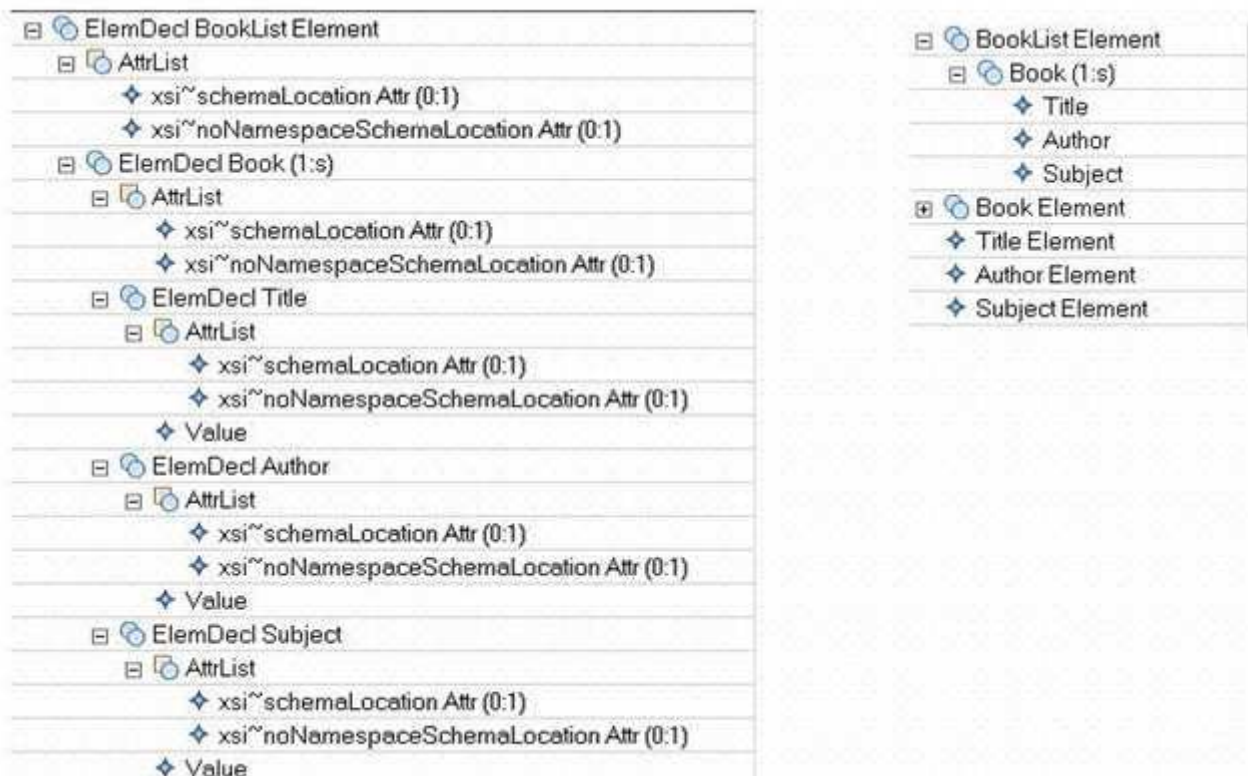 ElemDecl BookList Element
AttrList
xsi~schemaLocation Attr (0:1)
xsi~noNamespaceSchemaLocation Attr (0:1)
ElemDecl Book (1:s)
AttrList
xsi~schemaLocation Attr (0:1)
xsi~noNamespaceSchemaLocation Attr (0:1)
ElemDecl Title
AttrList
xsi~schemaLocation Attr (0:1)
xsi~noNamespaceSchemaLocation Attr (0:1)
Value
ElemDecl Author
AttrList
xsi~schemaLocation Attr (0:1)
xsi~noNamespaceSchemaLocation Attr (0:1)
Value
ElemDecl Subject
AttrList
xsi~schemaLocation Attr (0:1)
xsi~noNamespaceSchemaLocation Attr (0:1)
Value
BookList Element
Book (1:s)
Title
Author
Subject
Book Element
Title Element
Author Element
Subject Element